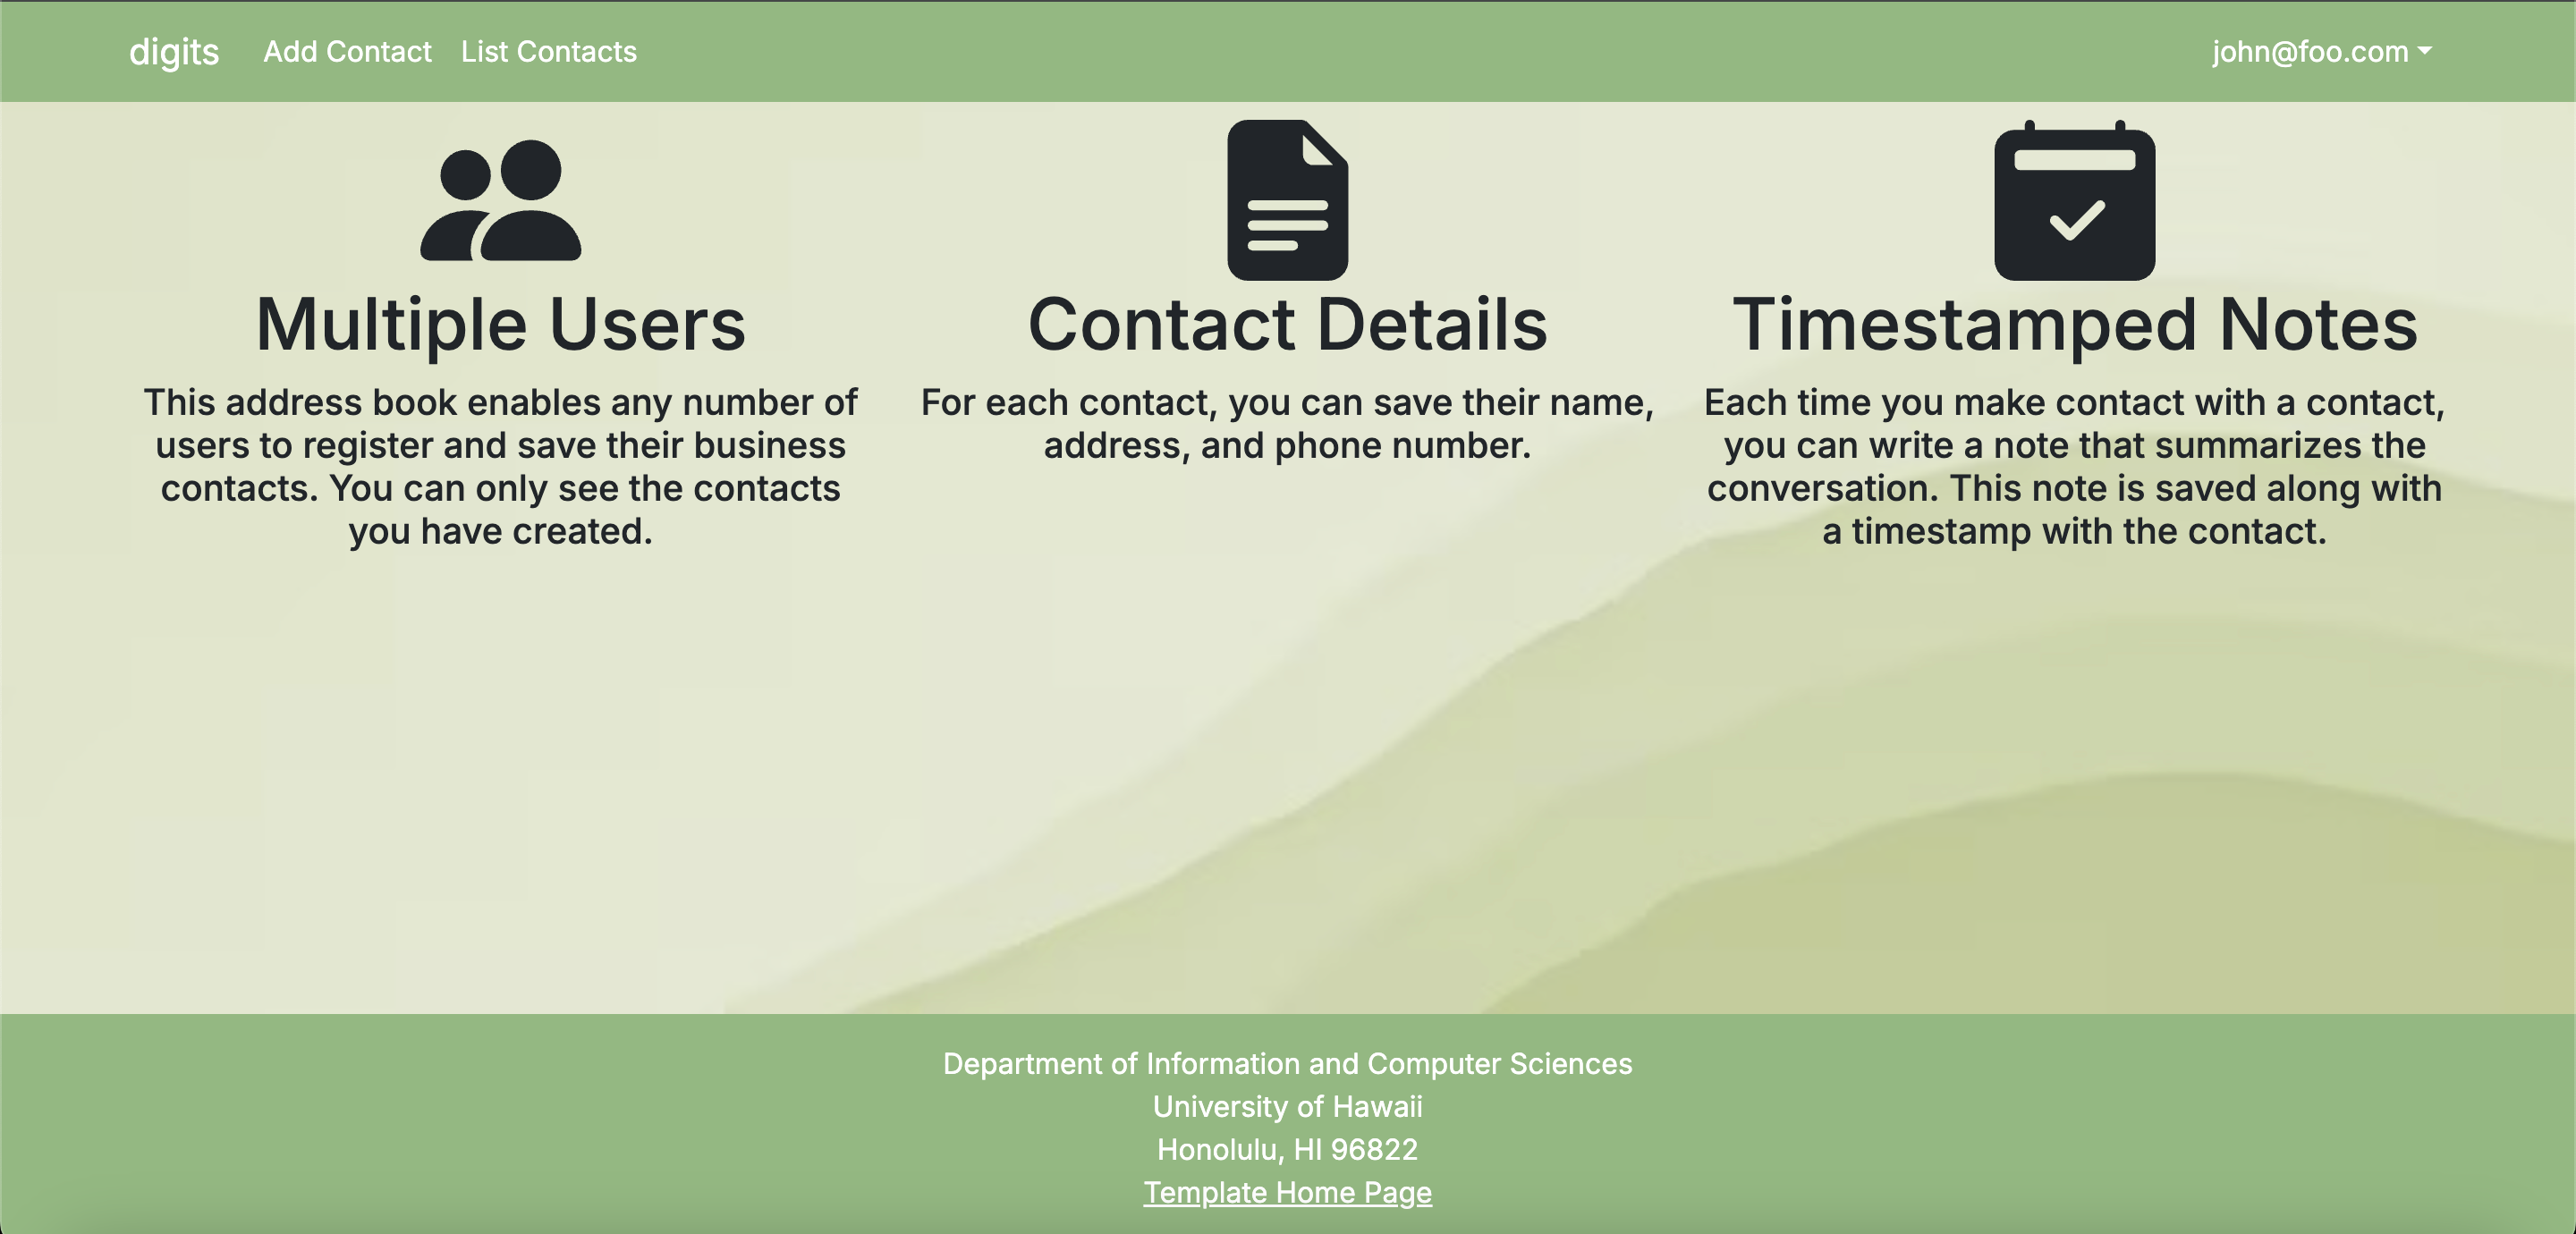 digits Add Contact List Contacts john@foo.com
Multiple Users
This address book enables any number of
users to register and save their business
contacts. You can only see the contacts
you have created.
Contact Details
For each contact, you can save their name,
address, and phone number.
Timestamped Notes
Each time you make contact with a contact,
you can write a note that summarizes the
conversation. This note is saved along with
a timestamp with the contact.
Department of Information and Computer Sciences
University of Hawaii
Honolulu, HI 96822
Template Home Page